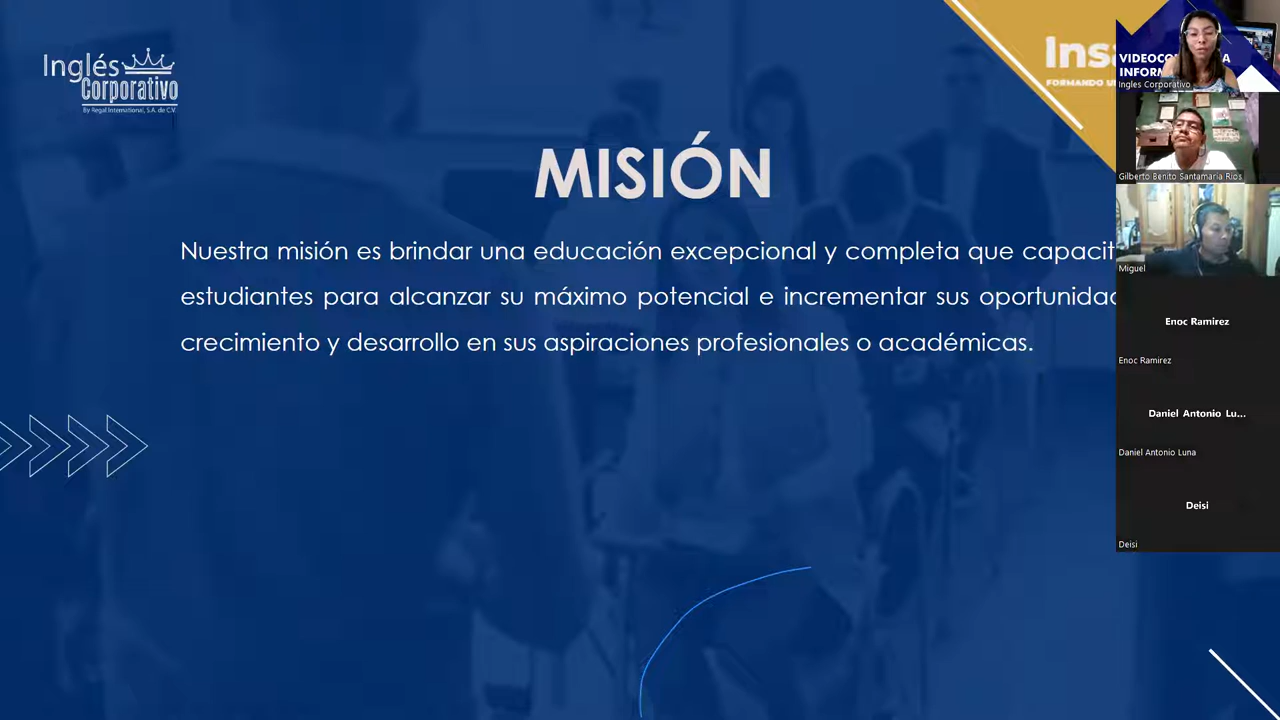 Inglés
Corporativo
By Regal International, S.A. de C.V.
FORMANDO
Ingles Corporativo
Gilberto Benito Santamaria Rios
MISIÓN
Nuestra misión es brindar una educación excepcional y completa que
estudiantes para alcanzar su máximo potencial e incrementar sus
crecimiento y desarrollo en sus aspiraciones profesionales o académicas.
Miguel
Enoc Ramirez
Enoc Ramirez
Daniel Antonio Lu...
Daniel Antonio Luna
Deisi
Deisi